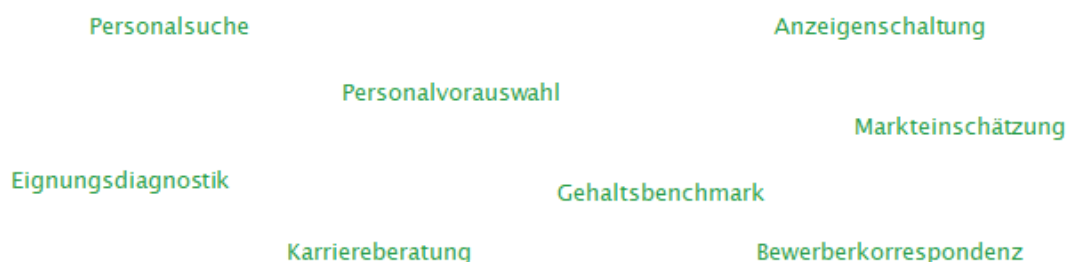 Personalsuche
Anzeigenschaltung
Personalvorauswahl
Markteinschätzung
Eignungsdiagnostik
Gehaltsbenchmark
Karriereberatung
Bewerberkorrespondenz